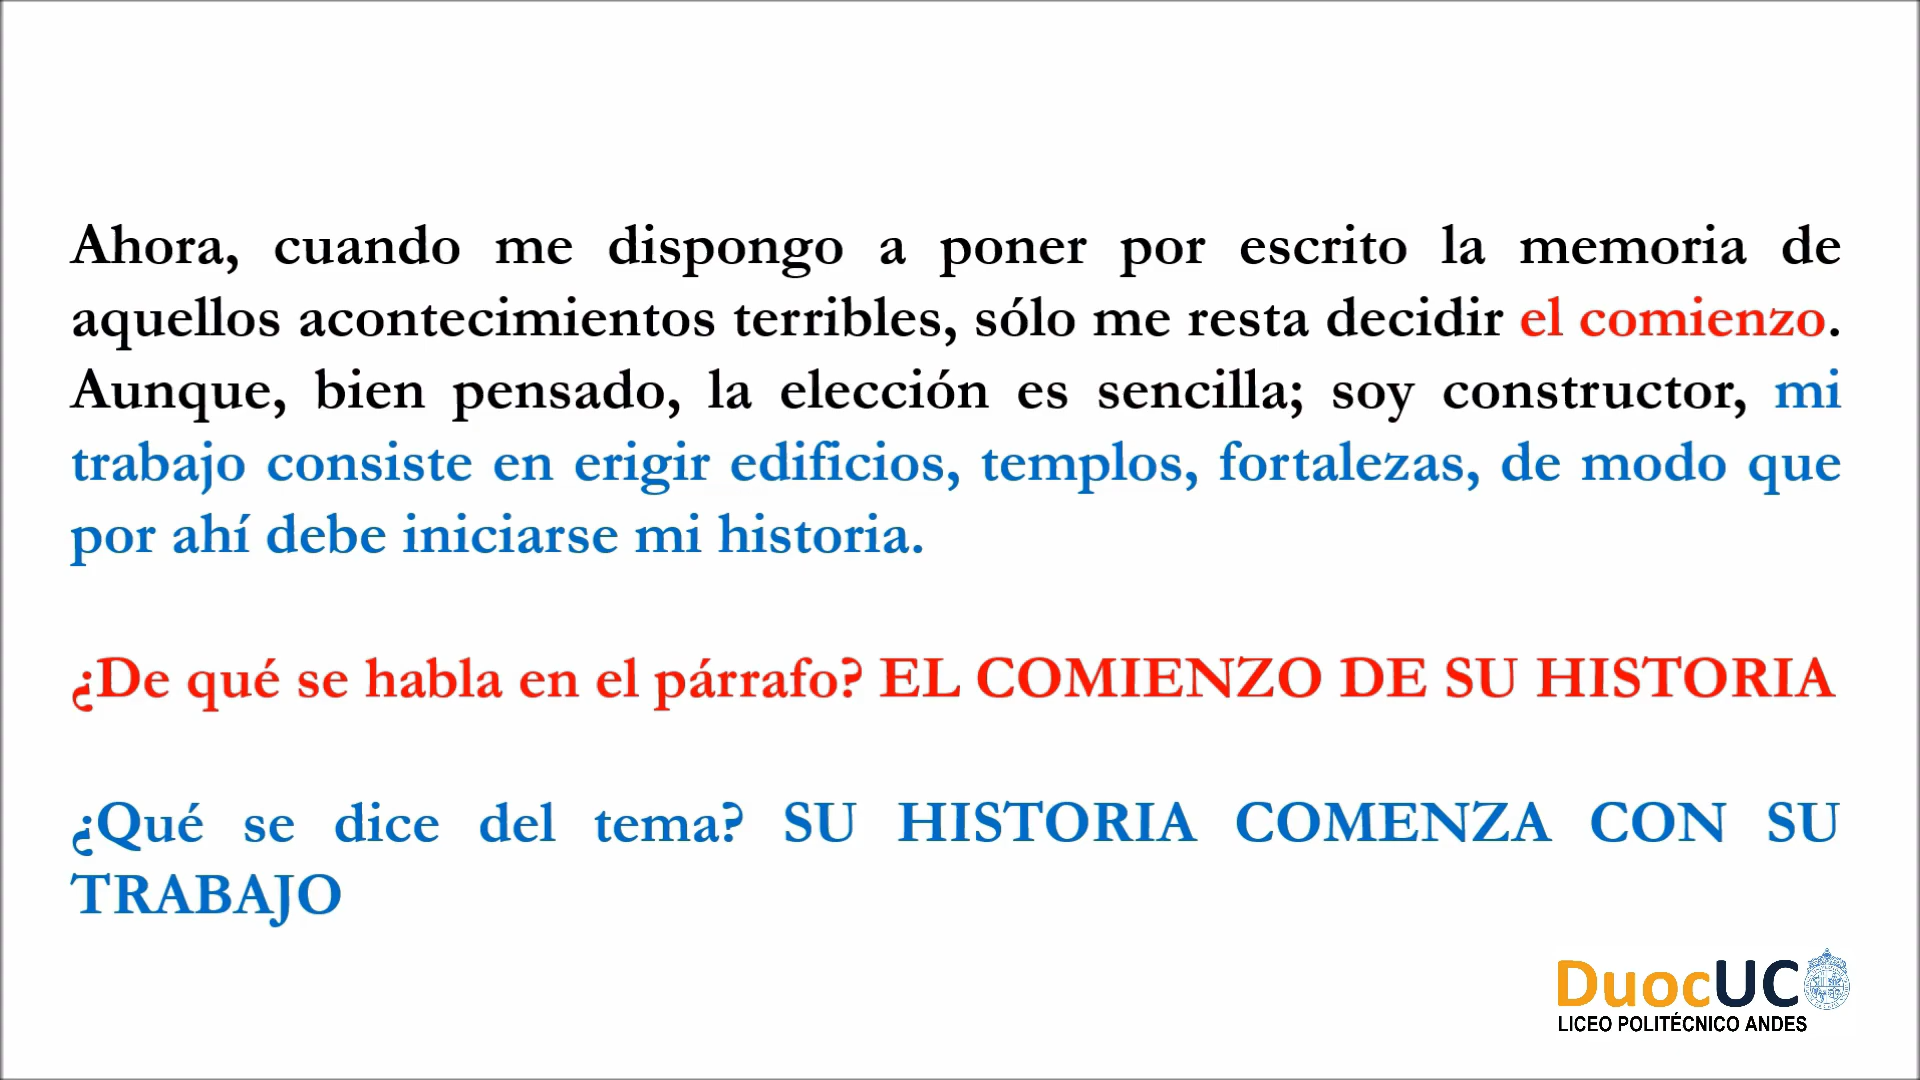 Ahora, cuando me dispongo a poner por escrito la memoria de
aquellos acontecimientos terribles, sólo me resta decidir el comienzo.
Aunque, bien pensado, la elección es sencilla; soy constructor, mi
trabajo consiste en erigir edificios, templos, fortalezas, de modo que
por ahí debe iniciarse mi historia.
¿De qué se habla en el párrafo? EL COMIENZO DE SU HISTORIA
¿Qué se dice del tema? SU HISTORIA COMENZA CON SU
TRABAJO
DuocUC
LICEO POLITÉCNICO ANDES